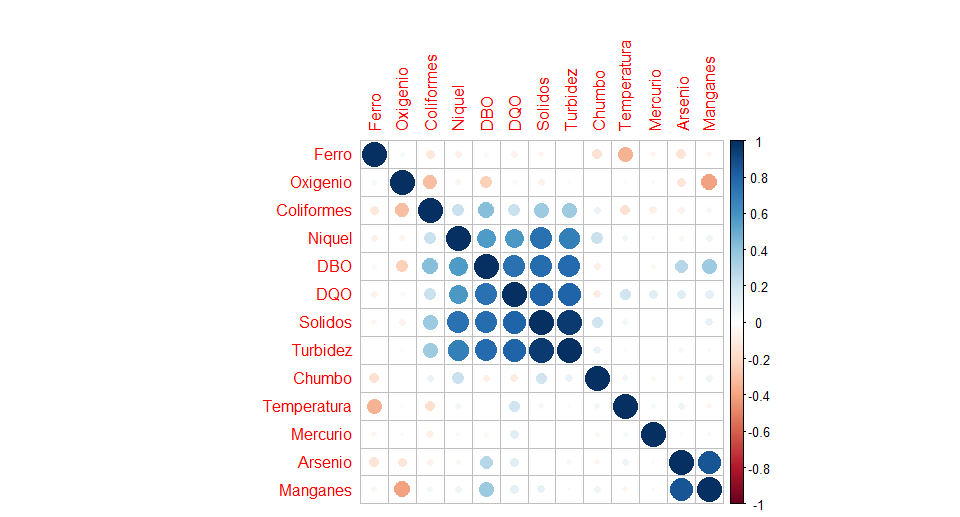 Ferro
Oxigenio
Coliformes
Niquel
DBO
DQO
Solidos
Turbidez
Chumbo
Temperatura
Mercurio
Arsenio
Manganes
Ferro
Oxigenio
Coliformes
Niquel
DBO
DQO
Solidos
Turbidez
Chumbo
Temperatura
Mercurio
Arsenio
Manganes
1
0.8
0.6
0.4
0.2
0
-0.2
-0.4
-0.6
-0.8
-1